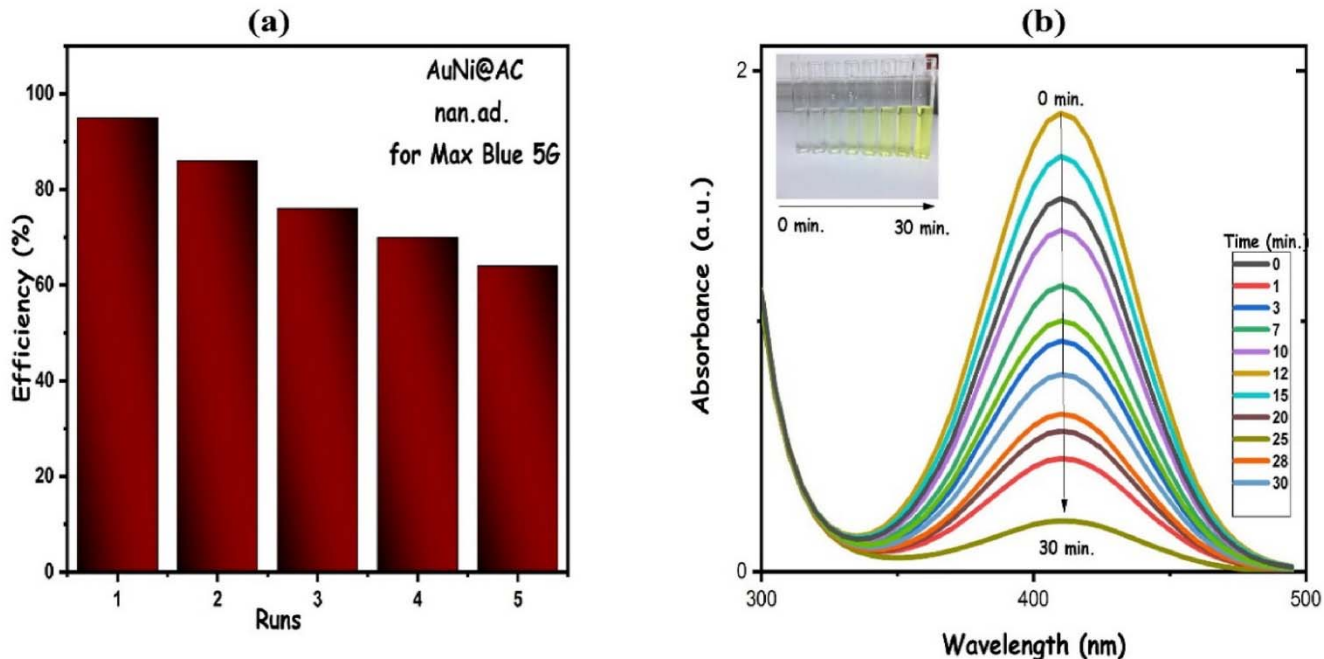 (a)
AuNi@AC
nan.ad.
for Max Blue 5G
Efficiency (%)
100
80
60
40
20
0
1 2 3 4 5
Runs
(b)
Absorbance (a.u.)
2
0
0 min. 30 min.
0 min.
30 min.
Time (min.)
0
1
3
7
10
12
15
20
25
28
30
300 400 500
Wavelength (nm)